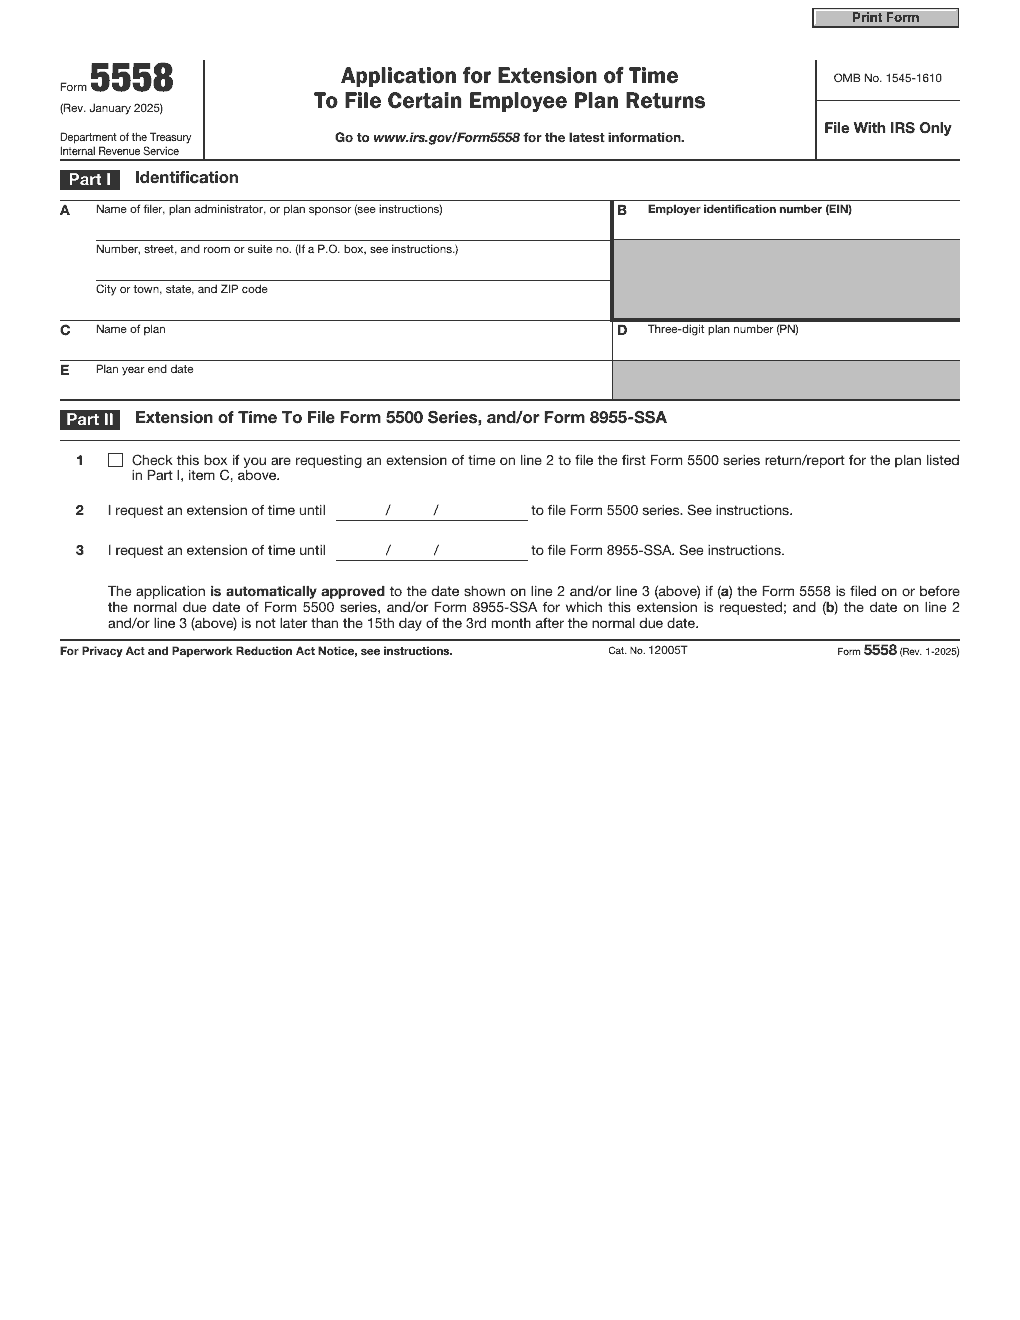 Print Form
Form 5558
(Rev. January 2025)
Department of the Treasury
Internal Revenue Service
Application for Extension of Time
To File Certain Employee Plan Returns
Go to www.irs.gov/Form5558 for the latest information.
OMB No. 1545-1610
File With IRS Only
Part I Identification
A Name of filer, plan administrator, or plan sponsor (see instructions)
B Employer identification number (EIN)
Number, street, and room or suite no. (If a P.O. box, see instructions.)
City or town, state, and ZIP code
C Name of plan
D Three-digit plan number (PN)
E Plan year end date
Part II Extension of Time To File Form 5500 Series, and/or Form 8955-SSA
1 Check this box if you are requesting an extension of time on line 2 to file the first Form 5500 series return/report for the plan listed
in Part I, item C, above.
2 I request an extension of time until / / to file Form 5500 series. See instructions.
3 I request an extension of time until / / to file Form 8955-SSA. See instructions.
The application is automatically approved to the date shown on line 2 and/or line 3 (above) if (a) the Form 5558 is filed on or before
the normal due date of Form 5500 series, and/or Form 8955-SSA for which this extension is requested; and (b) the date on line 2
and/or line 3 (above) is not later than the 15th day of the 3rd month after the normal due date.
For Privacy Act and Paperwork Reduction Act Notice, see instructions. Cat. No. 12005T Form 5558 (Rev. 1-2025)